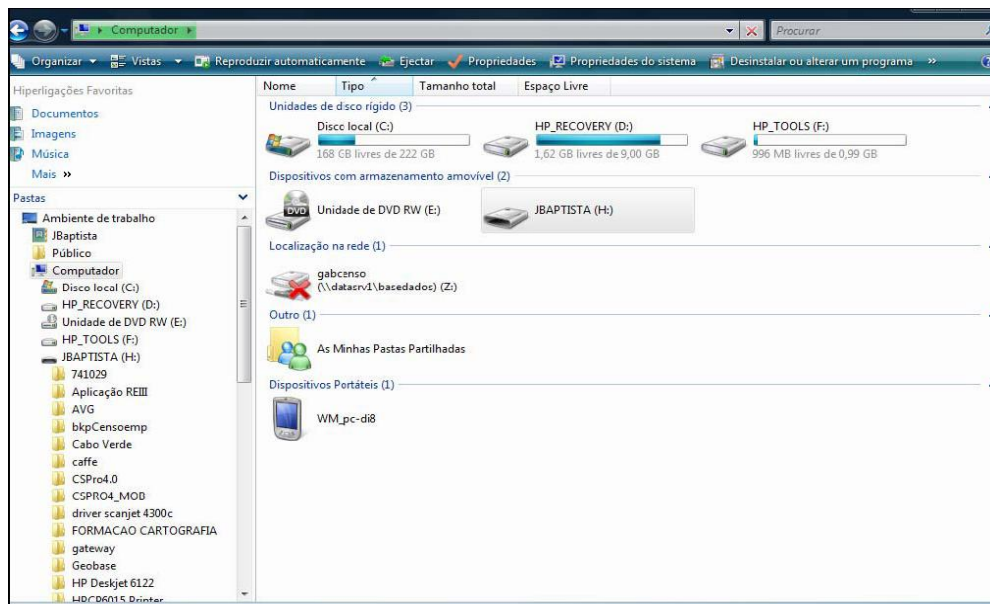 Computador
Procurar
Organizar Vistas Reproduzir automaticamente Ejectar Propriedades Propriedades do sistema Desinstalar ou alterar um programa »
Hiperligações Favoritas
Documentos
Imagens
Música
Mais »
Pastas
Ambiente de trabalho
JBaptista
Público
Computador
Disco local (C:)
HP_RECOVERY (D:)
Unidade de DVD RW (E:)
HP_TOOLS (F:)
JBAPTISTA (H:)
741029
Aplicação REIII
AVG
bkpCensoemp
Cabo Verde
caffe
CSPro4.0
CSPRO4_MOB
driver scanjet 4300c
FORMACAO CARTOGRAFIA
gateway
Geobase
HP Deskjet 6122
HPCP6015 Printer
Nome Tipo Tamanho total Espaço Livre
Unidades de disco rígido (3)
Disco local (C:)
168 GB livres de 222 GB
HP_RECOVERY (D:)
1,62 GB livres de 9,00 GB
HP_TOOLS (F:)
996 MB livres de 0,99 GB
Dispositivos com armazenamento amovível (2)
DVD
Unidade de DVD RW (E:)
JBAPTISTA (H:)
Localização na rede (1)
gabcenso
(\\datasrv1\basedados) (Z:)
Outro (1)
As Minhas Pastas Partilhadas
Dispositivos Portáteis (1)
WM_pc-di8